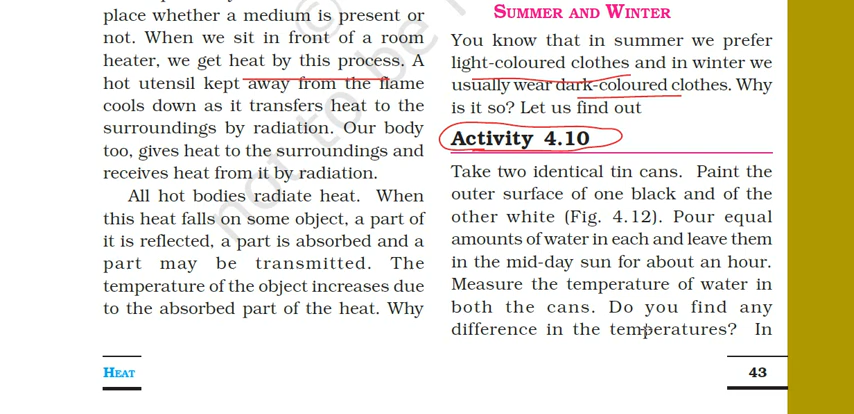 place whether a medium is present or
not. When we sit in front of a room
heater, we get heat by this process. A
hot utensil kept away from the flame
cools down as it transfers heat to the
surroundings by radiation. Our body
too, gives heat to the surroundings and
receives heat from it by radiation.
All hot bodies radiate heat. When
this heat falls on some object, a part of
it is reflected, a part is absorbed and a
part may be transmitted. The
temperature of the object increases due
to the absorbed part of the heat. Why
SUMMER AND WINTER
You know that in summer we prefer
light-coloured clothes and in winter we
usually wear dark-coloured clothes. Why
is it so? Let us find out
Activity 4.10
Take two identical tin cans. Paint the
outer surface of one black and of the
other white (Fig. 4.12). Pour equal
amounts of water in each and leave them
in the mid-day sun for about an hour.
Measure the temperature of water in
both the cans. Do you find any
difference in the temperatures? In
HEAT
43
not to be